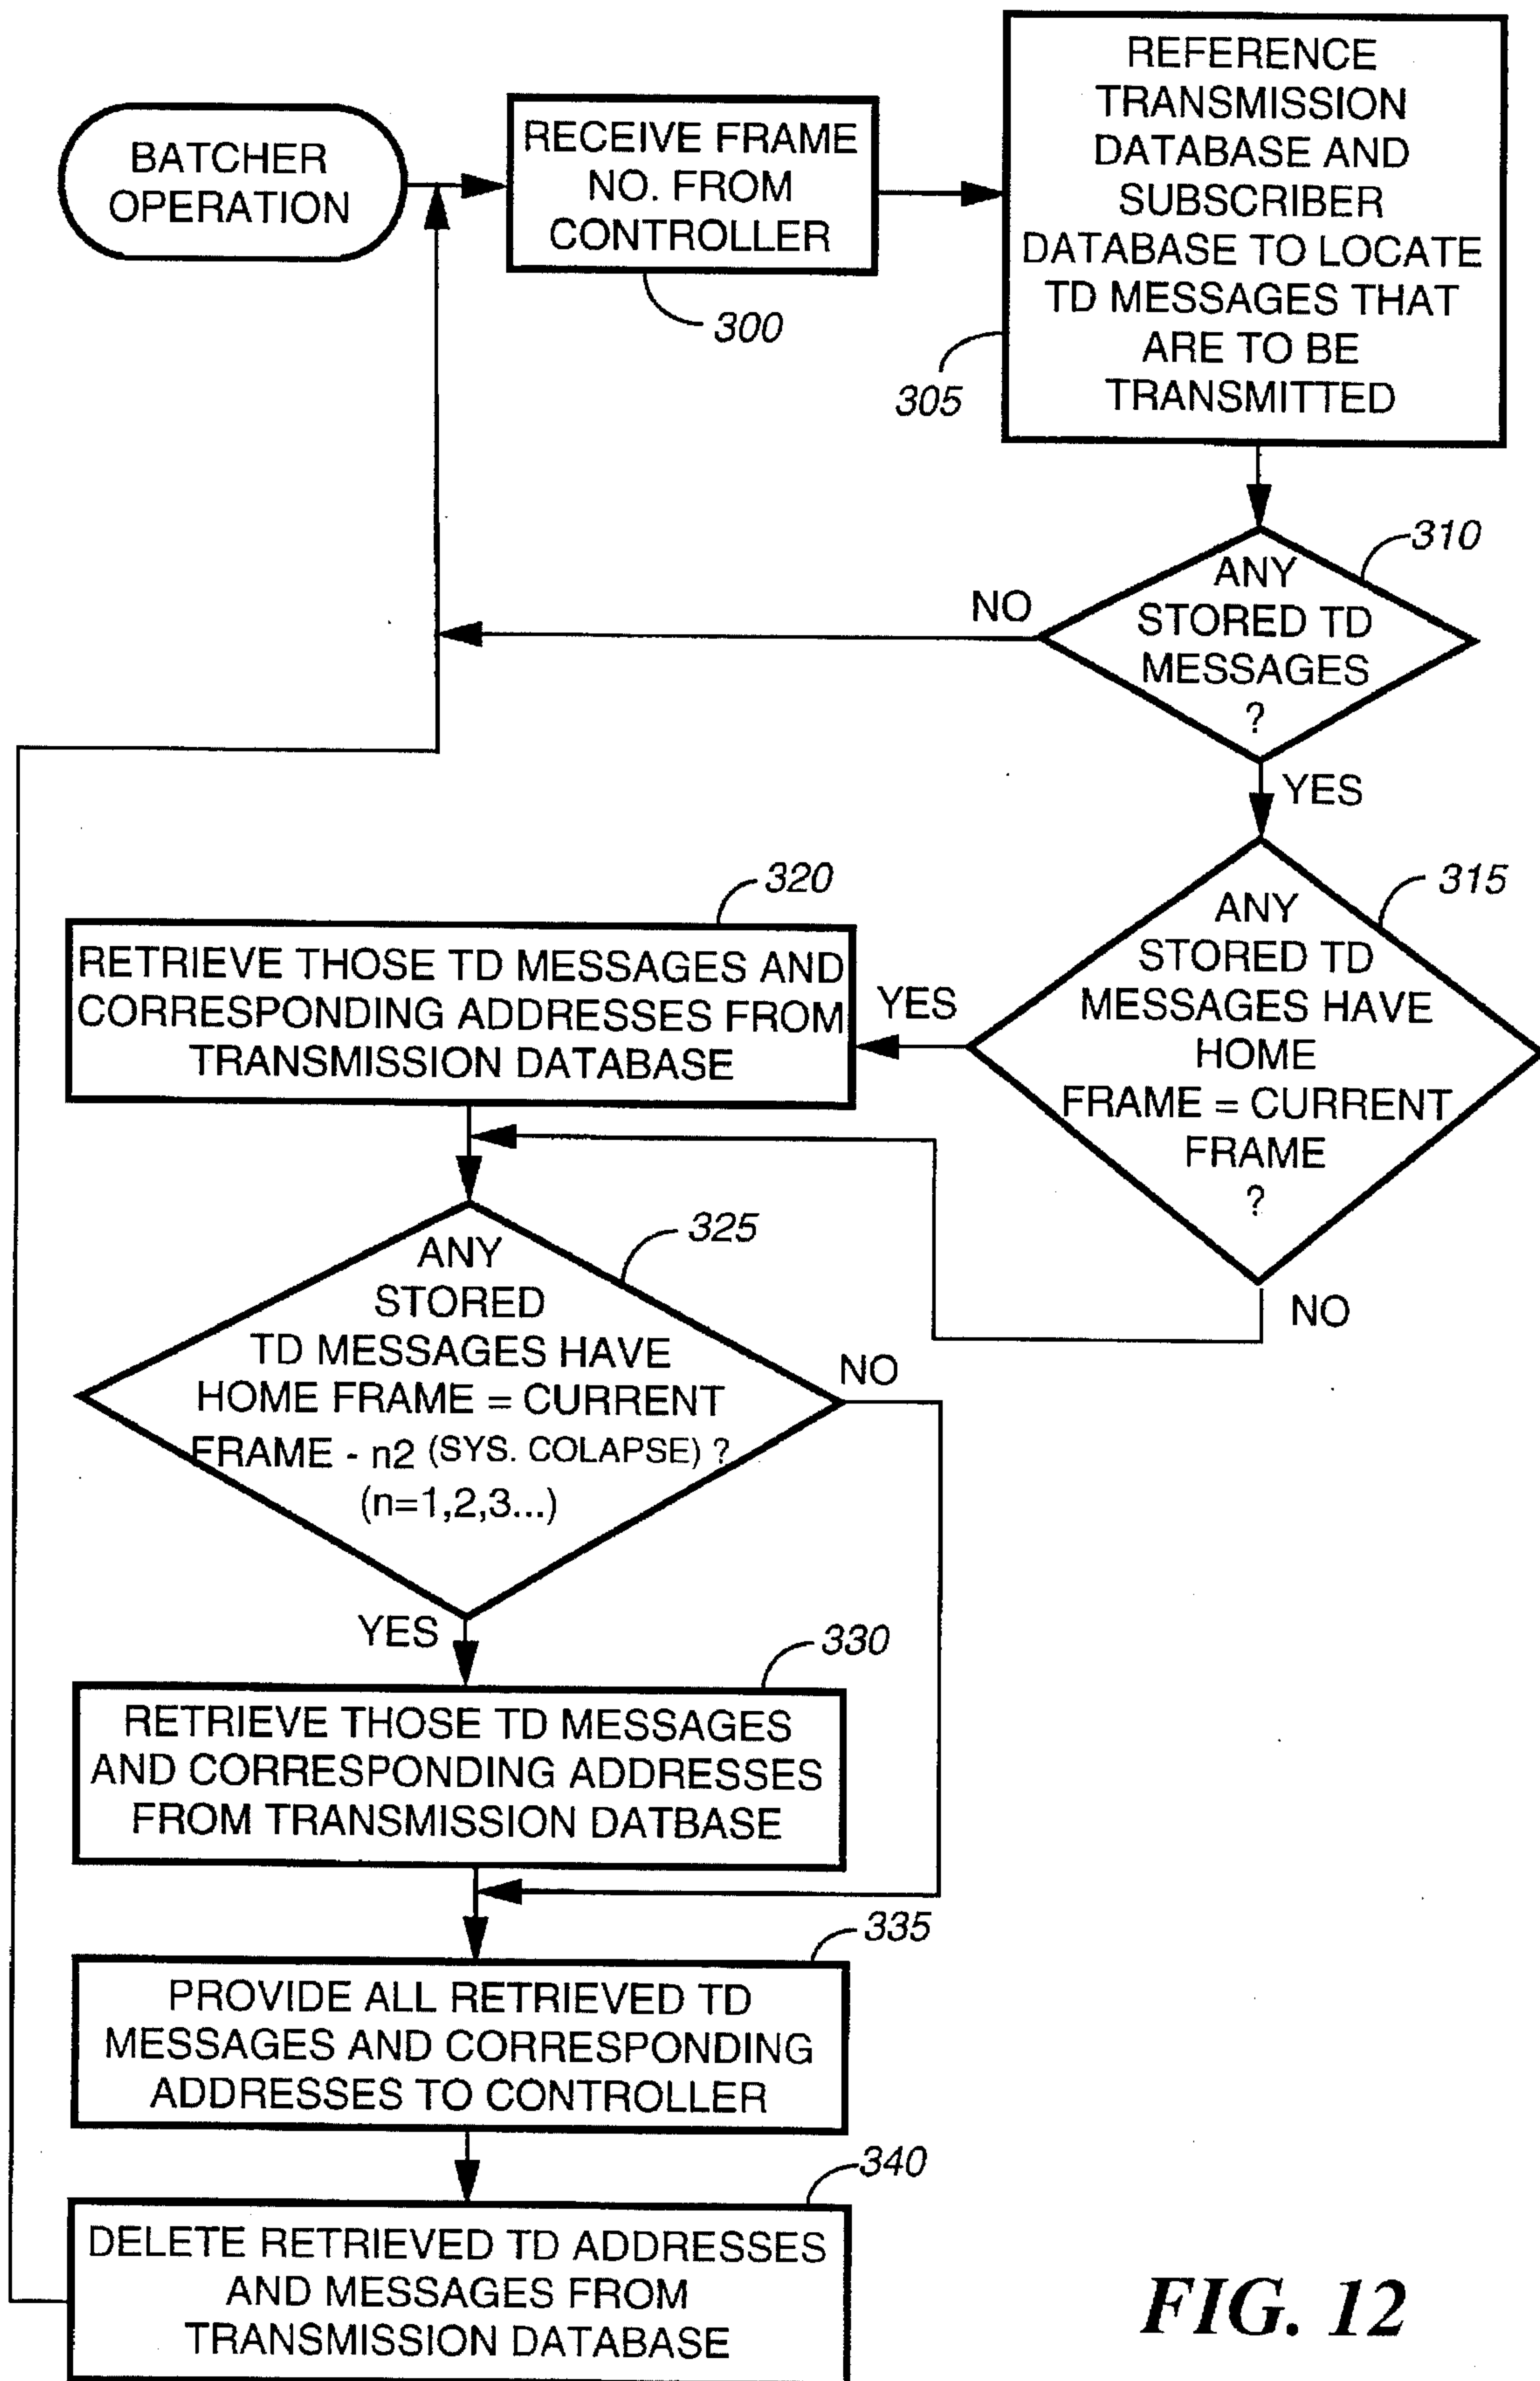 BATCHER
OPERATION
RECEIVE FRAME
NO. FROM
CONTROLLER
300
REFERENCE
TRANSMISSION
DATABASE AND
SUBSCRIBER
DATABASE TO LOCATE
TD MESSAGES THAT
ARE TO BE
TRANSMITTED
305
310
ANY
STORED TD
MESSAGES
?
NO
YES
315
ANY
STORED TD
MESSAGES HAVE
HOME
FRAME = CURRENT
FRAME
?
YES
NO
320
RETRIEVE THOSE TD MESSAGES AND
CORRESPONDING ADDRESSES FROM
TRANSMISSION DATABASE
325
ANY
STORED
TD MESSAGES HAVE
HOME FRAME = CURRENT
FRAME - n2 (SYS. COLAPSE) ?
(n=1,2,3...)
NO
YES
330
RETRIEVE THOSE TD MESSAGES
AND CORRESPONDING ADDRESSES
FROM TRANSMISSION DATBASE
335
PROVIDE ALL RETRIEVED TD
MESSAGES AND CORRESPONDING
ADDRESSES TO CONTROLLER
340
DELETE RETRIEVED TD ADDRESSES
AND MESSAGES FROM
TRANSMISSION DATABASE
FIG. 12